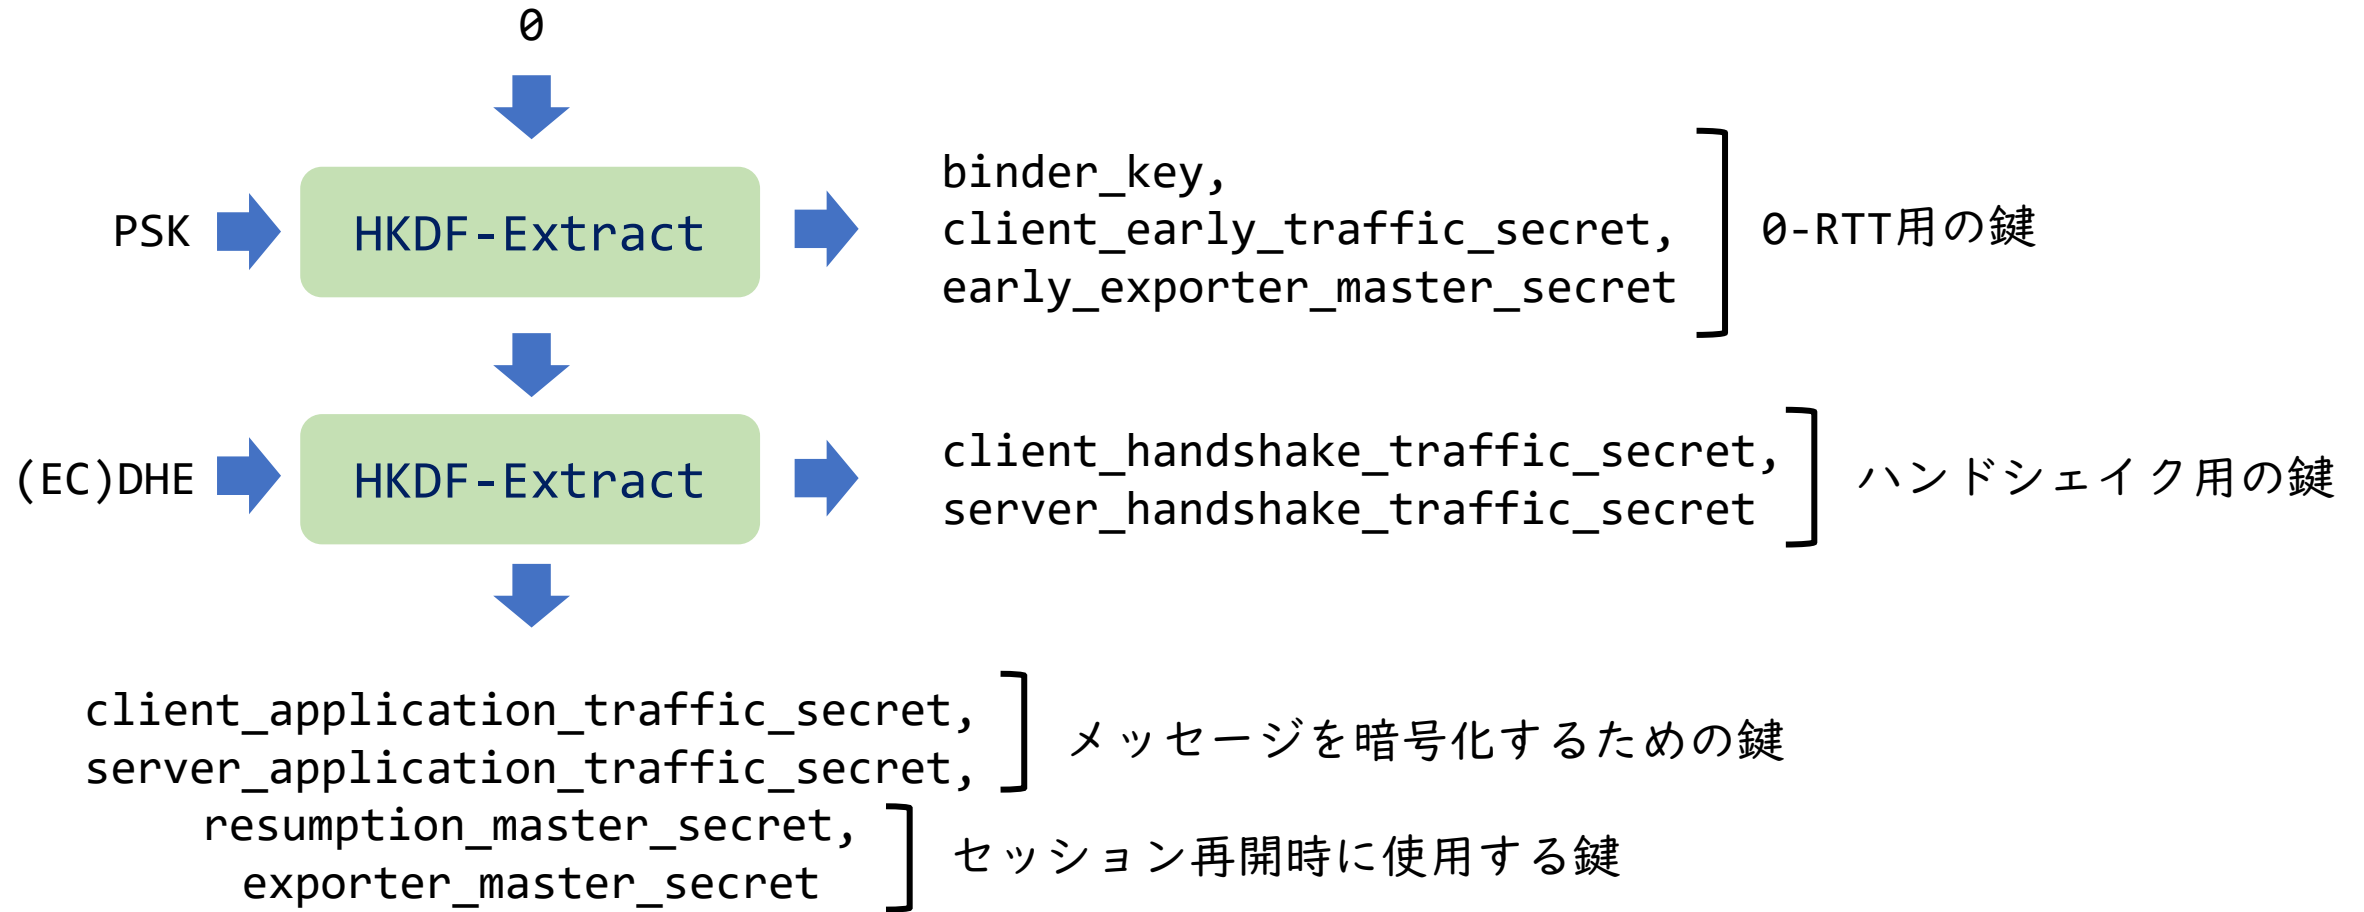 0
PSK
HKDF-Extract
binder_key,
client_early_traffic_secret,
early_exporter_master_secret
0-RTT用の鍵
(EC)DHE
HKDF-Extract
client_handshake_traffic_secret,
server_handshake_traffic_secret
ハンドシェイク用の鍵
client_application_traffic_secret,
server_application_traffic_secret,
メッセージを暗号化するための鍵
resumption_master_secret,
exporter_master_secret
セッション再開時に使用する鍵